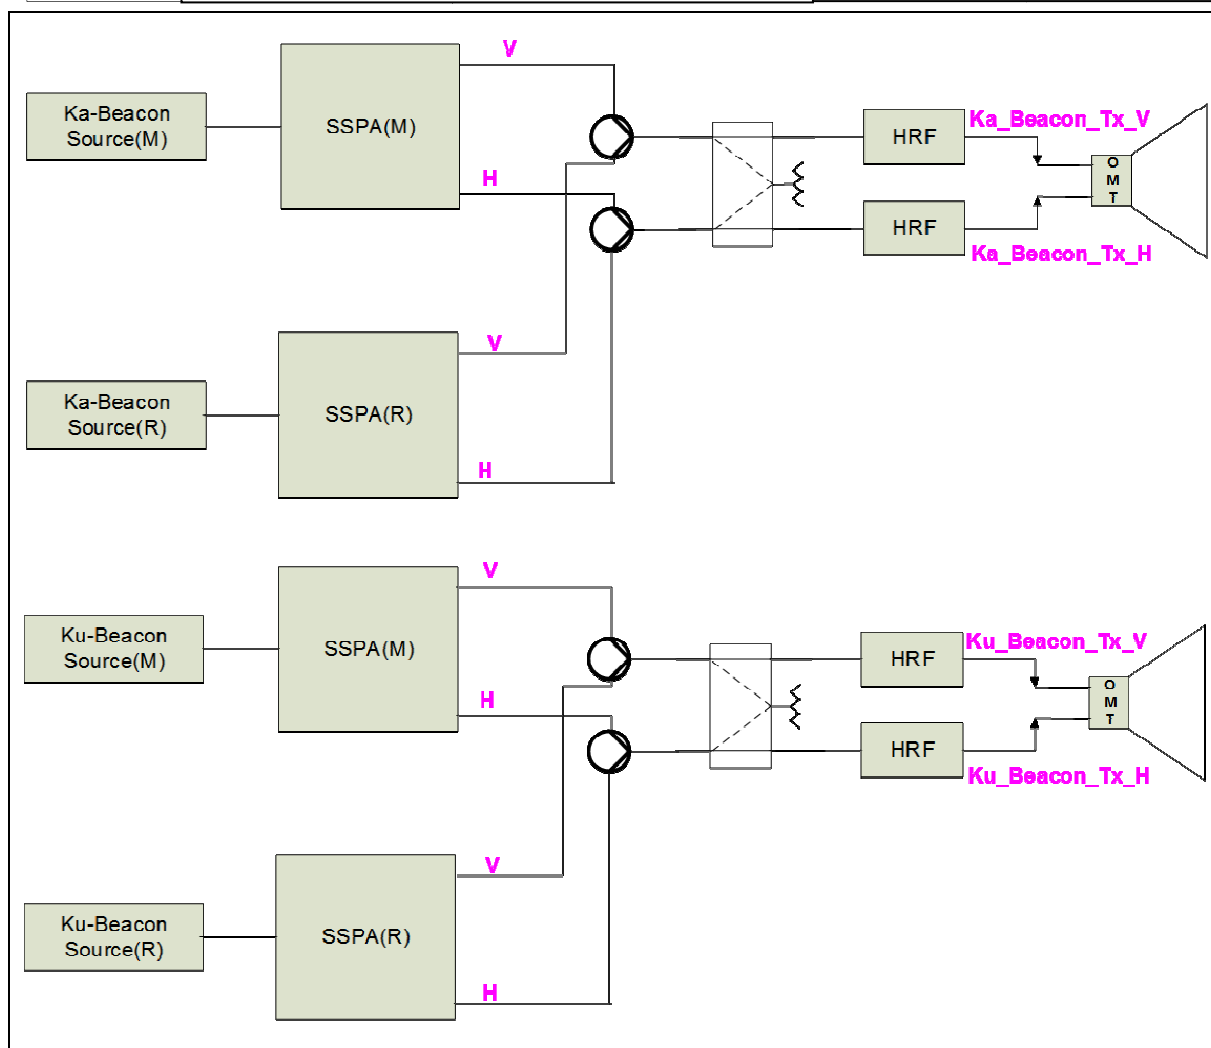 V
Ka-Beacon
Source(M)
SSPA(M)
HRF
Ka_Beacon_Tx_V
O
M
T
H
HRF
Ka_Beacon_Tx_H
V
Ka-Beacon
Source(R)
SSPA(R)
H
V
Ku-Beacon
Source(M)
SSPA(M)
HRF
Ku_Beacon_Tx_V
O
M
T
H
HRF
Ku_Beacon_Tx_H
V
Ku-Beacon
Source(R)
SSPA(R)
H